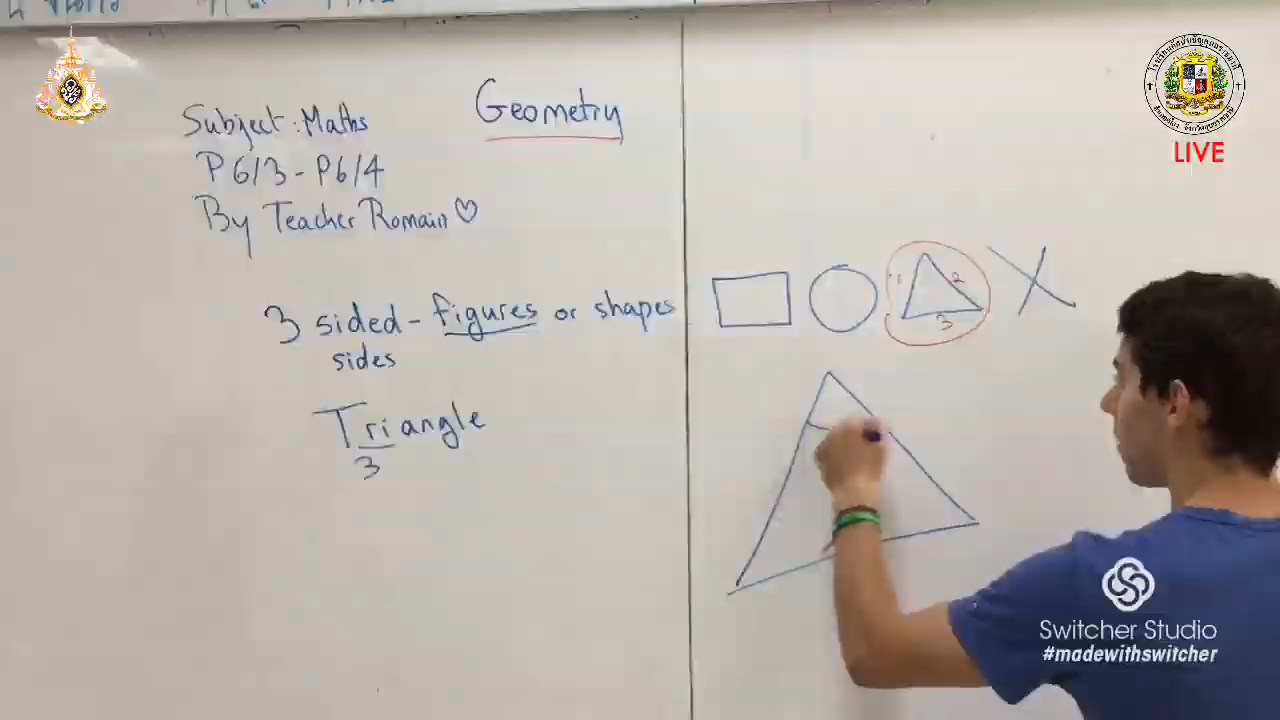 Geometry
Subject: Maths
P6/3 - P6/4
By Teacher Romain ♡
3 sided - figures or shapes
sides
Triangle
3
1 2
3
LIVE
Switcher Studio
#madewithswitcher